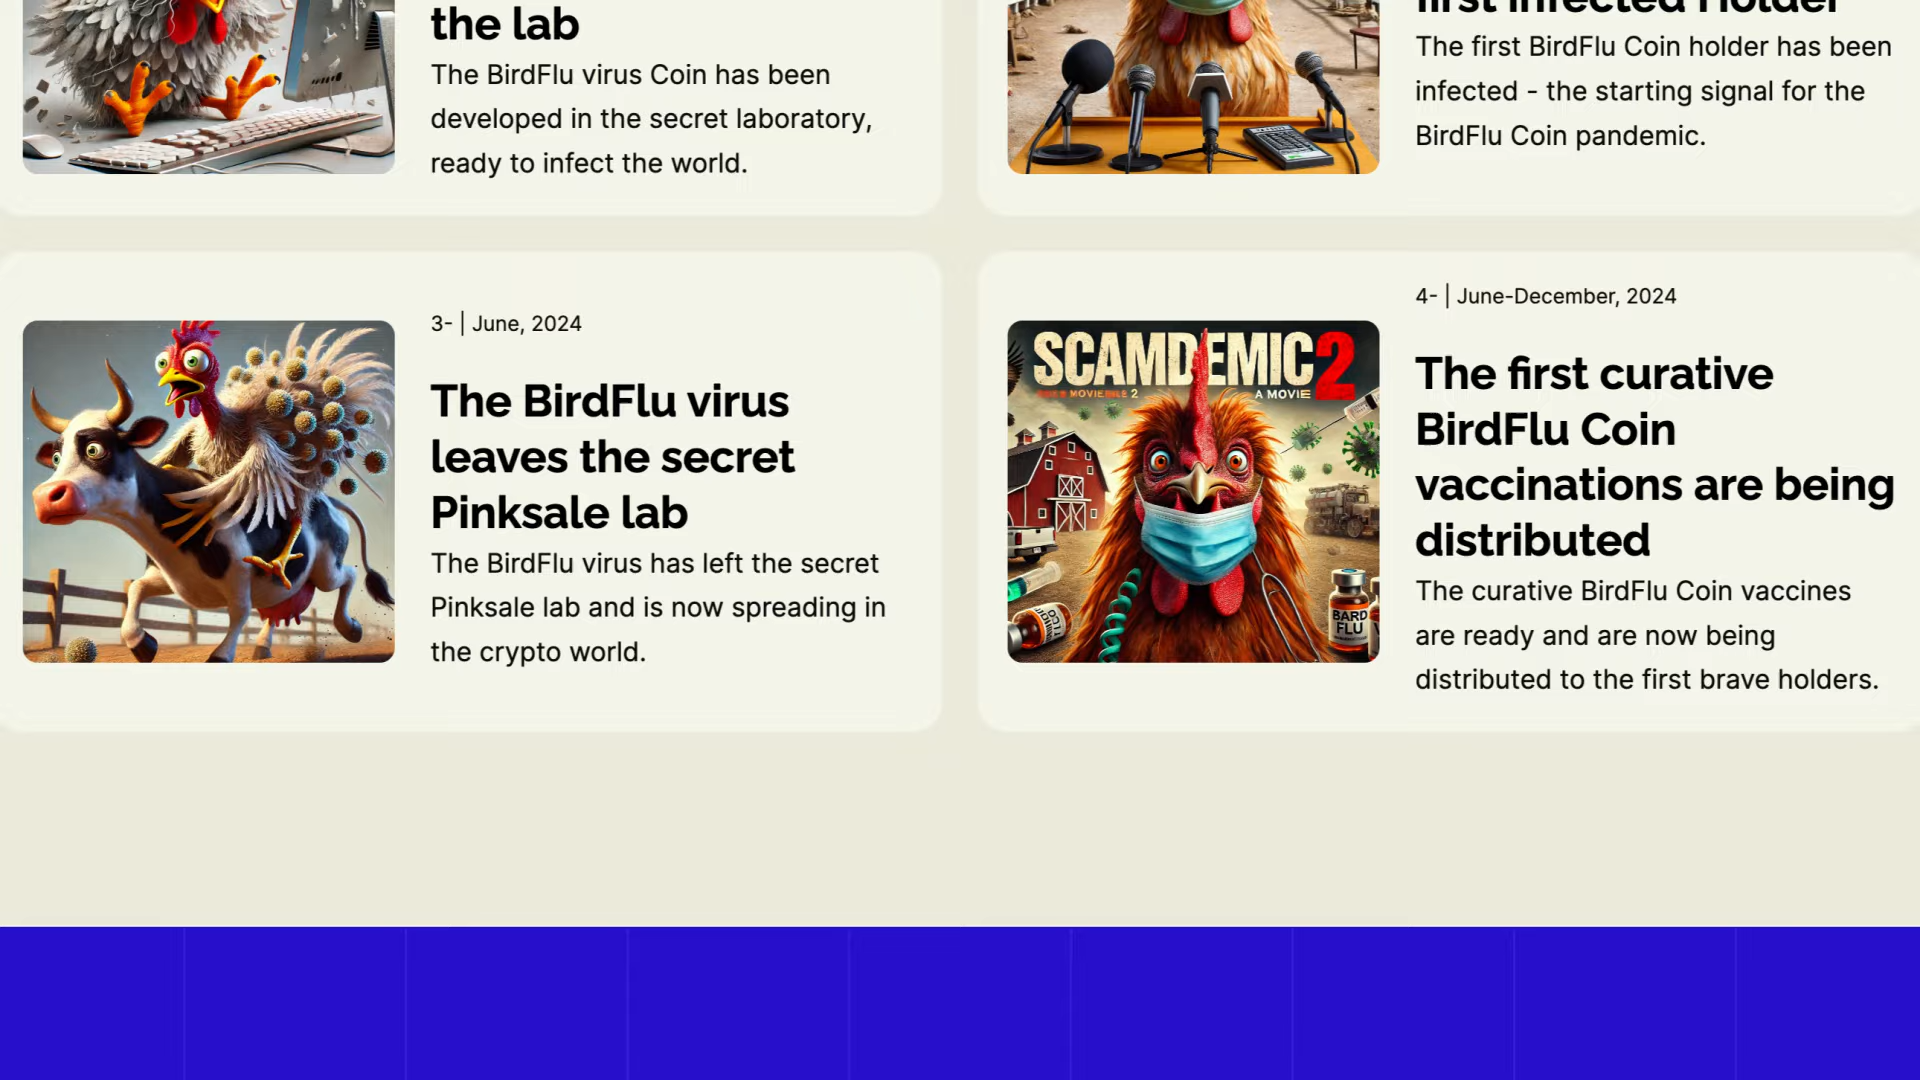 the lab
The BirdFlu virus Coin has been
developed in the secret laboratory,
ready to infect the world.
first infected Holder
The first BirdFlu Coin holder has been
infected - the starting signal for the
BirdFlu Coin pandemic.
3- | June, 2024
The BirdFlu virus
leaves the secret
Pinksale lab
The BirdFlu virus has left the secret
Pinksale lab and is now spreading in
the crypto world.
SCAMDEMIC 2
A MOVIE
BARD
FLU
4- | June-December, 2024
The first curative
BirdFlu Coin
vaccinations are being
distributed
The curative BirdFlu Coin vaccines
are ready and are now being
distributed to the first brave holders.